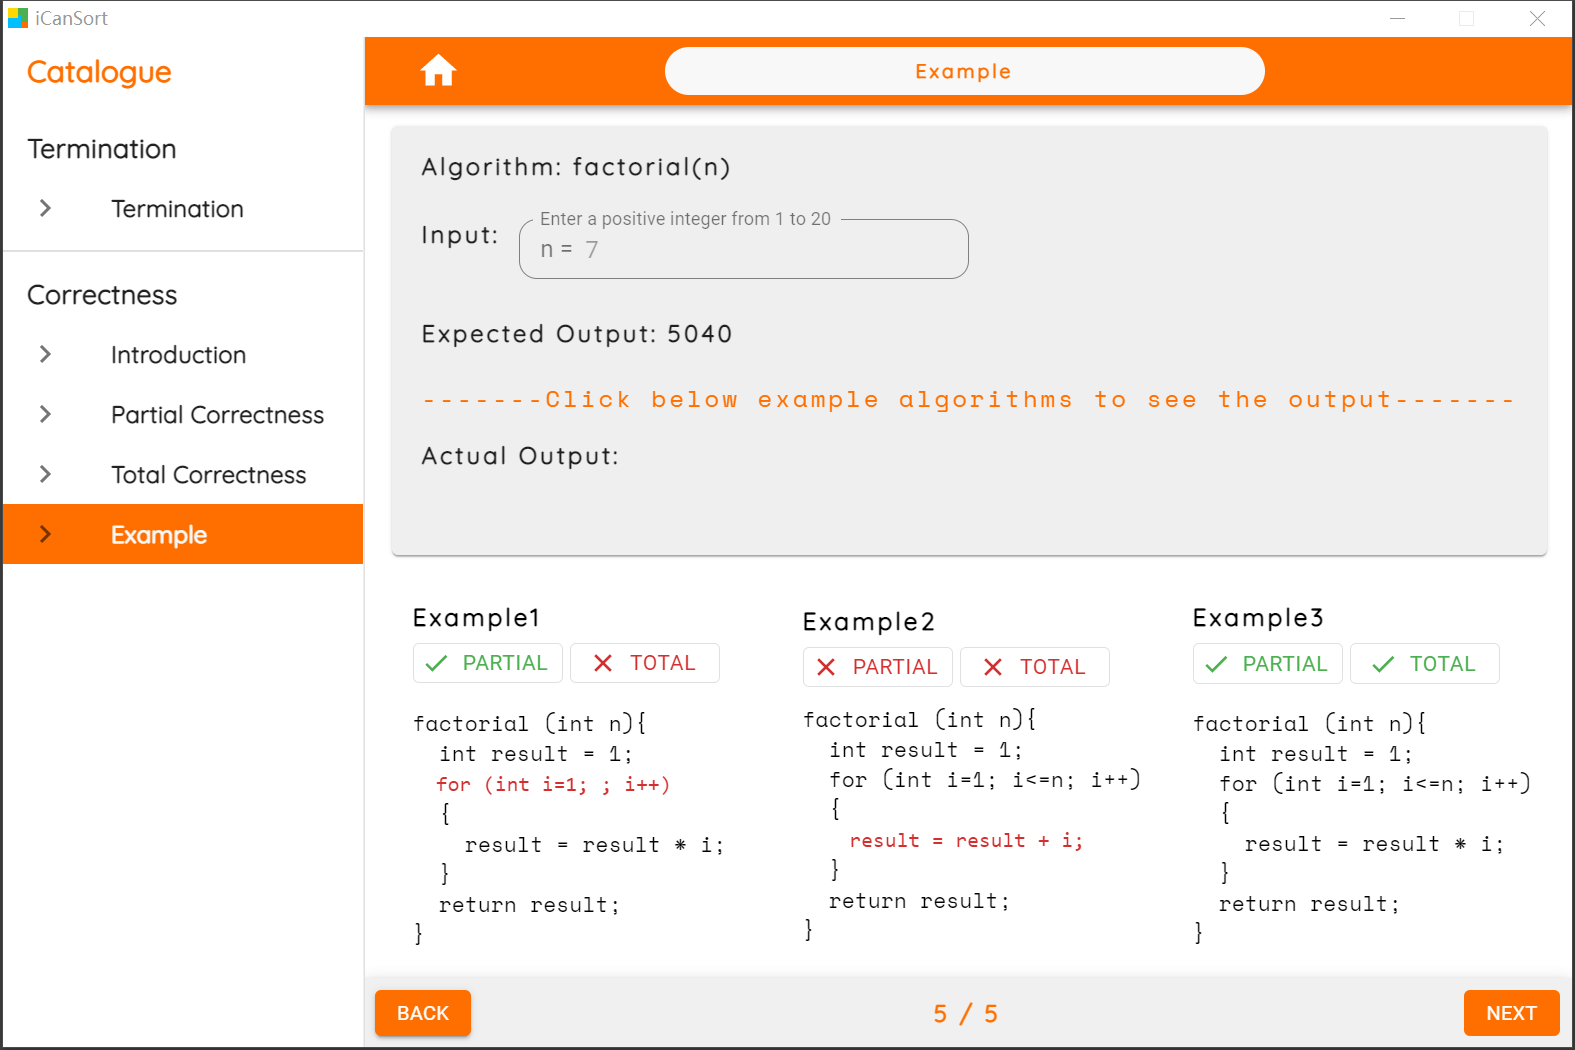 iCanSort
Catalogue
Termination
Termination
Correctness
Introduction
Partial Correctness
Total Correctness
Example
Example
Algorithm: factorial(n)
Input:
Enter a positive integer from 1 to 20
n = 7
Expected Output: 5040
-------Click below example algorithms to see the output-------
Actual Output:
Example1
PARTIAL TOTAL
factorial (int n){
int result = 1;
for (int i=1; ; i++)
{
result = result * i;
}
return result;
}
Example2
PARTIAL TOTAL
factorial (int n){
int result = 1;
for (int i=1; i<=n; i++)
{
result = result + i;
}
return result;
}
Example3
PARTIAL TOTAL
factorial (int n){
int result = 1;
for (int i=1; i<=n; i++)
{
result = result * i;
}
return result;
}
BACK
5 / 5
NEXT